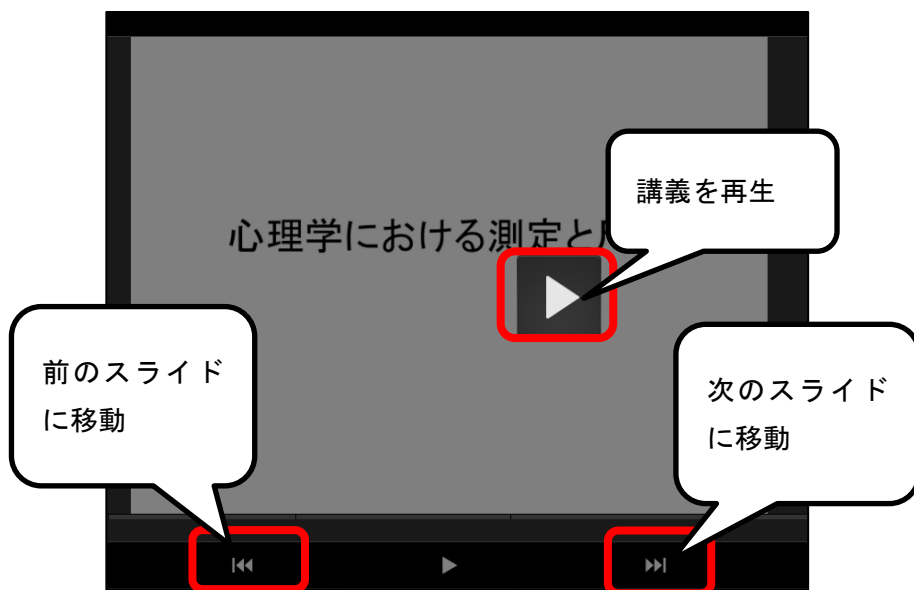 心理学における測定と
講義を再生
前のスライド
に移動
次のスライド
に移動